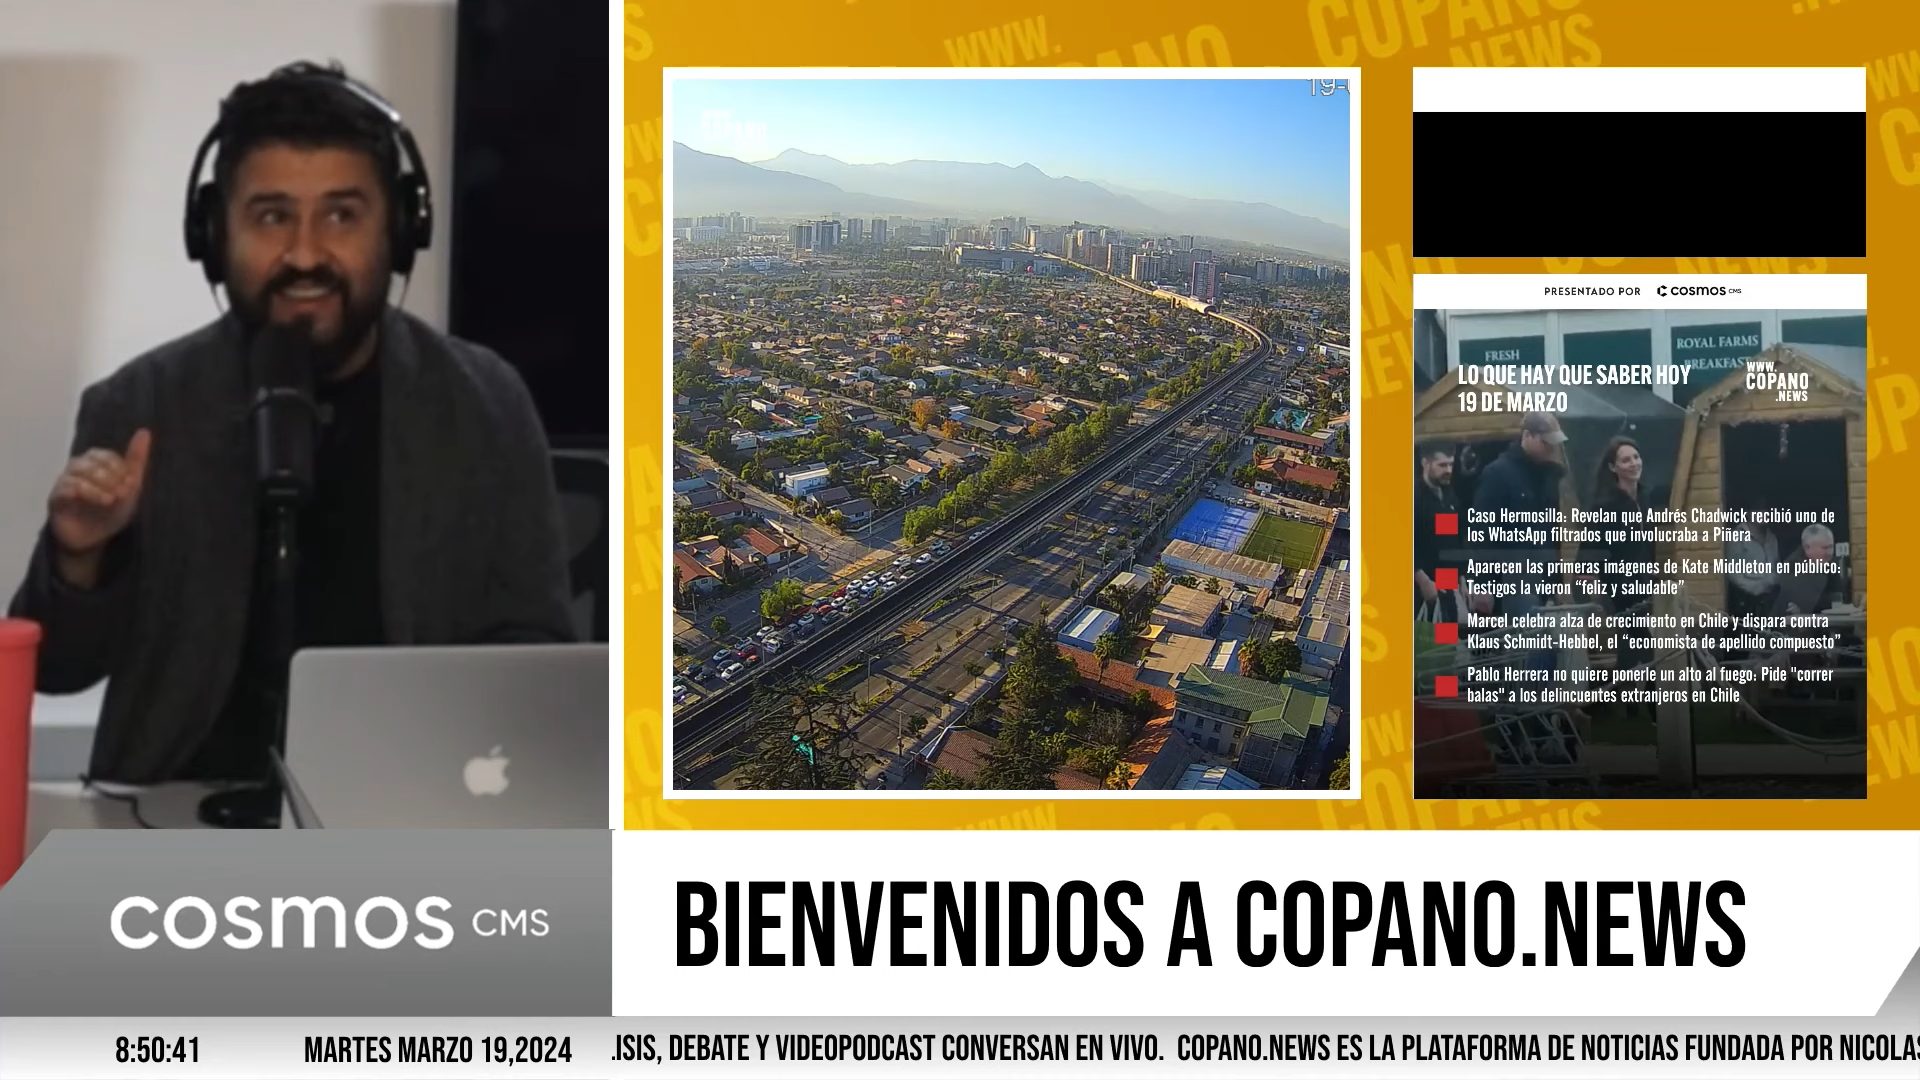 19-
PRESENTADO POR COSMOS CMS
FRESH
ROYAL FARMS
BREAKFAST
LO QUE HAY QUE SABER HOY
19 DE MARZO
WWW.
COPANO
.NEWS
Caso Hermosilla: Revelan que Andrés Chadwick recibió uno de
los WhatsApp filtrados que involucraba a Piñera
Aparecen las primeras imágenes de Kate Middleton en público:
Testigos la vieron “feliz y saludable”
Marcel celebra alza de crecimiento en Chile y dispara contra
Klaus Schmidt-Hebbel, el “economista de apellido compuesto”
Pablo Herrera no quiere ponerle un alto al fuego: Pide "correr
balas" a los delincuentes extranjeros en Chile
COSMOS CMS
BIENVENIDOS A COPANO.NEWS
8:50:41 MARTES MARZO 19,2024 .ISIS, DEBATE Y VIDEOPODCAST CONVERSAN EN VIVO. COPANO.NEWS ES LA PLATAFORMA DE NOTICIAS FUNDADA POR NICOLAS